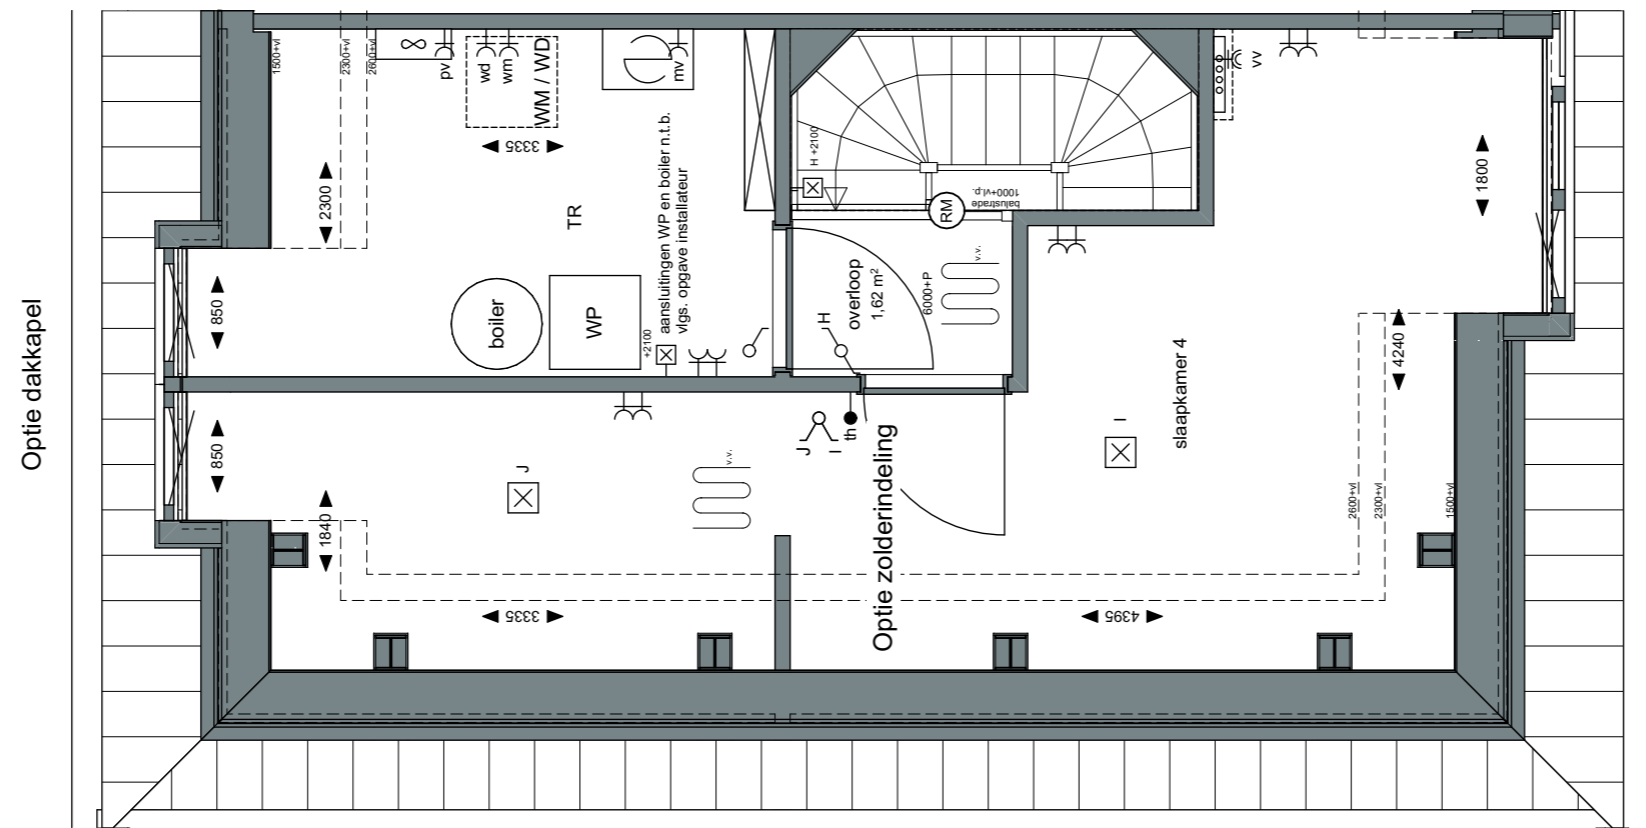 Optie dakkapel
1500+vl
2300+vl
2600+vl
pv
wd
wm
WM / WD
mv
3335
2300
TR
850
boiler
WP
+2100
aansluitingen WP en boiler n.t.b.
vlgs. opgave installateur
H +2100
RM
balustrade
1000+vl.p.
vv
1800
H
overloop
1,62 m²
6000+P
v.v.
4240
slaapkamer 4
850
J
I
th
J
I
v.v.
1840
Optie zolderindeling
2600+vl
2300+vl
1500+vl
3335
4395